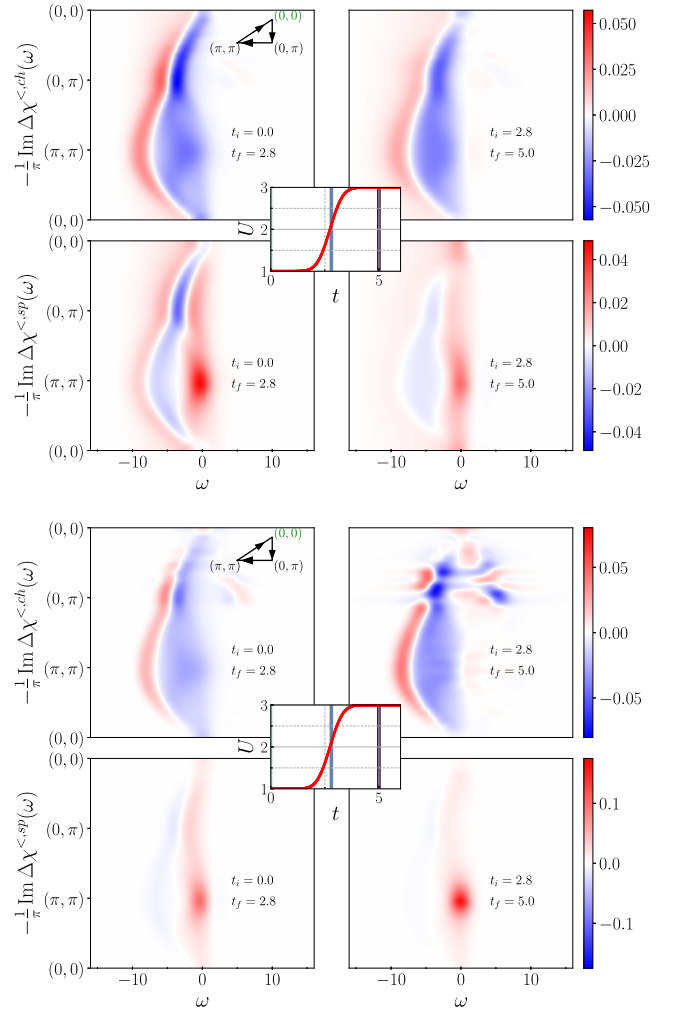 (0, 0)
(0, π)
(π, π)
(0, 0)
−1/π Im Δχ^{<,ch}(ω)
(0, 0)
(π, π)
(0, π)
t_i = 0.0
t_f = 2.8
t_i = 2.8
t_f = 5.0
0.050
0.025
0.000
−0.025
−0.050
3
2
1
U
0
5
t
(0, π)
(π, π)
(0, 0)
−1/π Im Δχ^{<,sp}(ω)
t_i = 0.0
t_f = 2.8
t_i = 2.8
t_f = 5.0
0.04
0.02
0.00
−0.02
−0.04
−10
0
10
ω
−10
0
10
ω
(0, 0)
(0, π)
(π, π)
(0, 0)
−1/π Im Δχ^{<,ch}(ω)
(0, 0)
(π, π)
(0, π)
t_i = 0.0
t_f = 2.8
t_i = 2.8
t_f = 5.0
0.05
0.00
−0.05
3
2
1
U
0
5
t
(0, π)
(π, π)
(0, 0)
−1/π Im Δχ^{<,sp}(ω)
t_i = 0.0
t_f = 2.8
t_i = 2.8
t_f = 5.0
0.1
0.0
−0.1
−10
0
10
ω
−10
0
10
ω